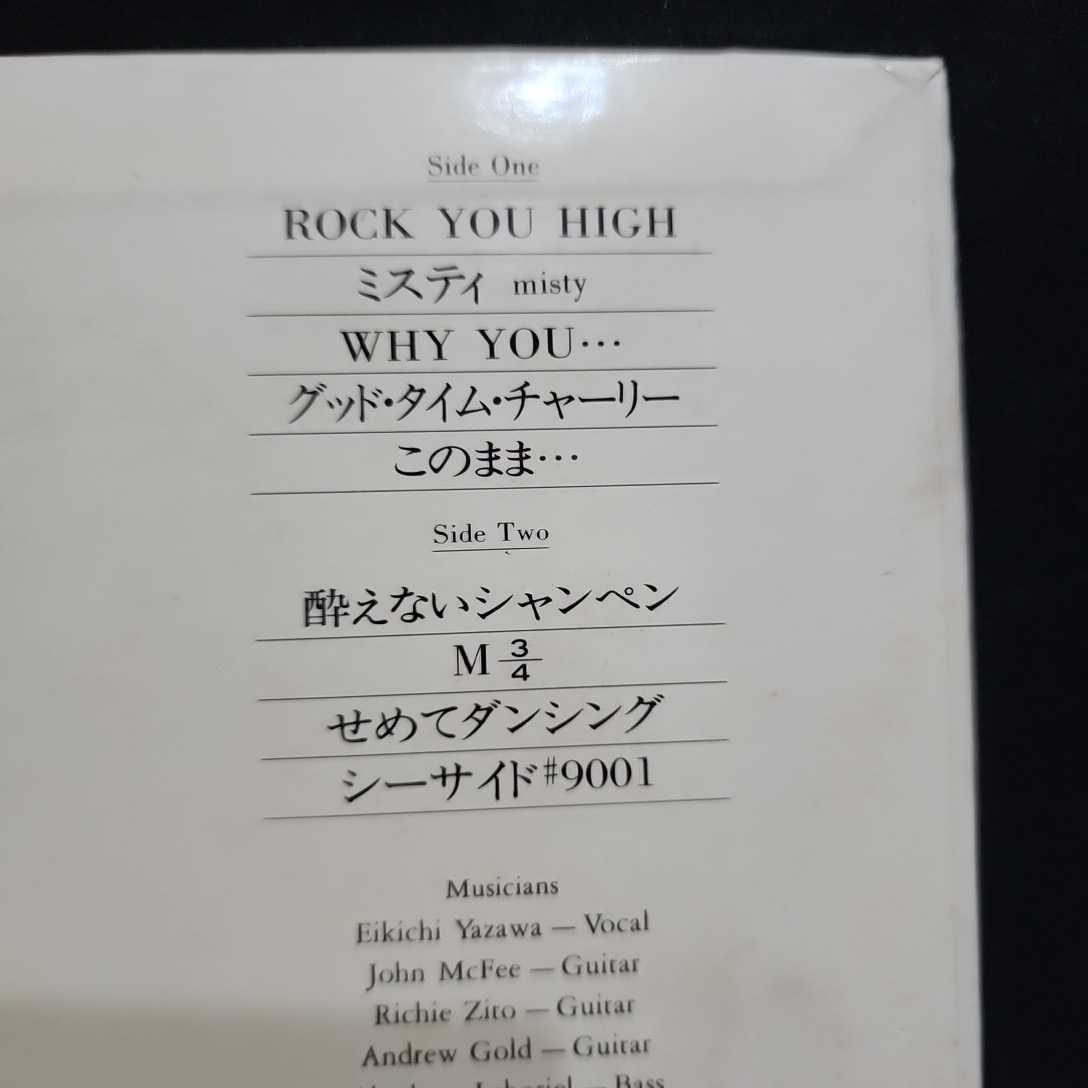 Side One
ROCK YOU HIGH
ミスティ misty
WHY YOU…
グッド・タイム・チャーリー
このまま…
Side Two
酔えないシャンペン
M 3/4
せめてダンシング
シーサイド#9001
Musicians
Eikichi Yazawa — Vocal
John McFee — Guitar
Richie Zito — Guitar
Andrew Gold — Guitar
Laboriel — Bass